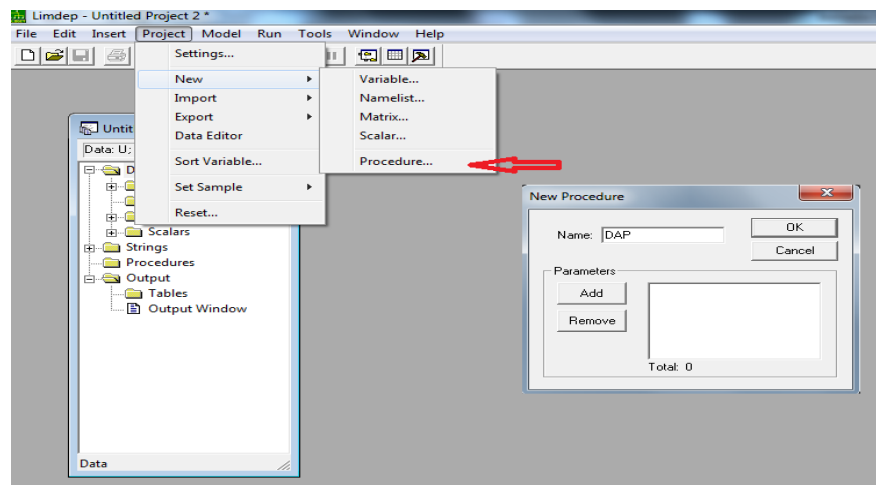 Limdep - Untitled Project 2 *
File Edit Insert Project Model Run Tools Window Help
Settings...
New
Import
Export
Data Editor
Sort Variable...
Set Sample
Reset...
Variable...
Namelist...
Matrix...
Scalar...
Procedure...
Untit
Data: U;
D
Scalars
Strings
Procedures
Output
Tables
Output Window
Data
New Procedure
Name: DAP
OK
Cancel
Parameters
Add
Remove
Total: 0